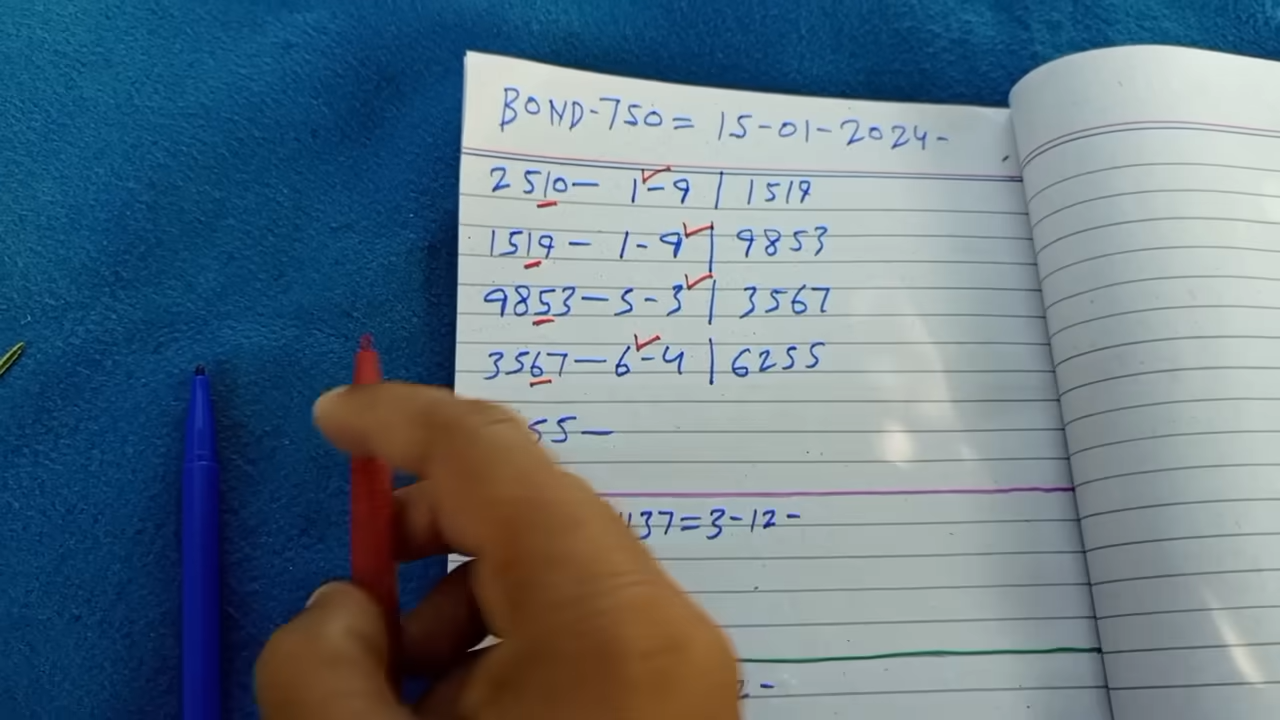 BOND-750= 15-01-2024-
2510- 1-9 | 1519
1519 - 1-9 | 9853
9853-5-3 | 3567
3567-6-4 | 6255
55-
137=3-12-